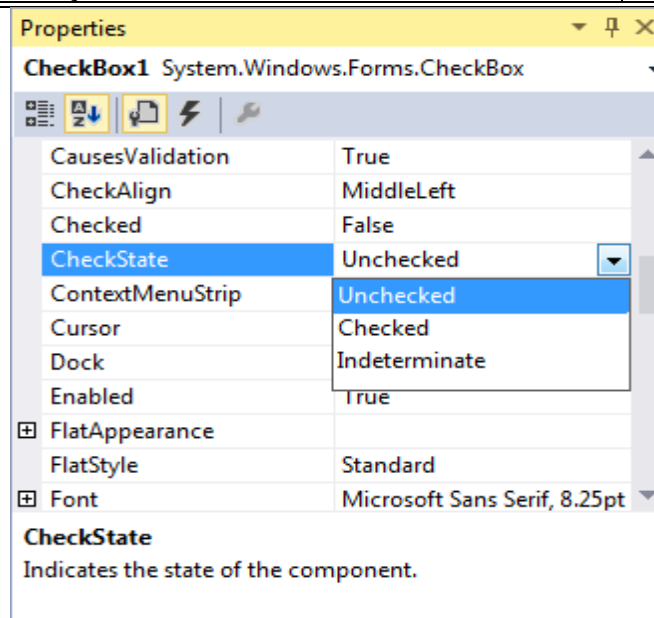 Properties
CheckBox1 System.Windows.Forms.CheckBox
CausesValidation True
CheckAlign MiddleLeft
Checked False
CheckState Unchecked
ContextMenuStrip Unchecked
Cursor Checked
Dock Indeterminate
Enabled True
FlatAppearance
FlatStyle Standard
Font Microsoft Sans Serif, 8.25pt
CheckState
Indicates the state of the component.